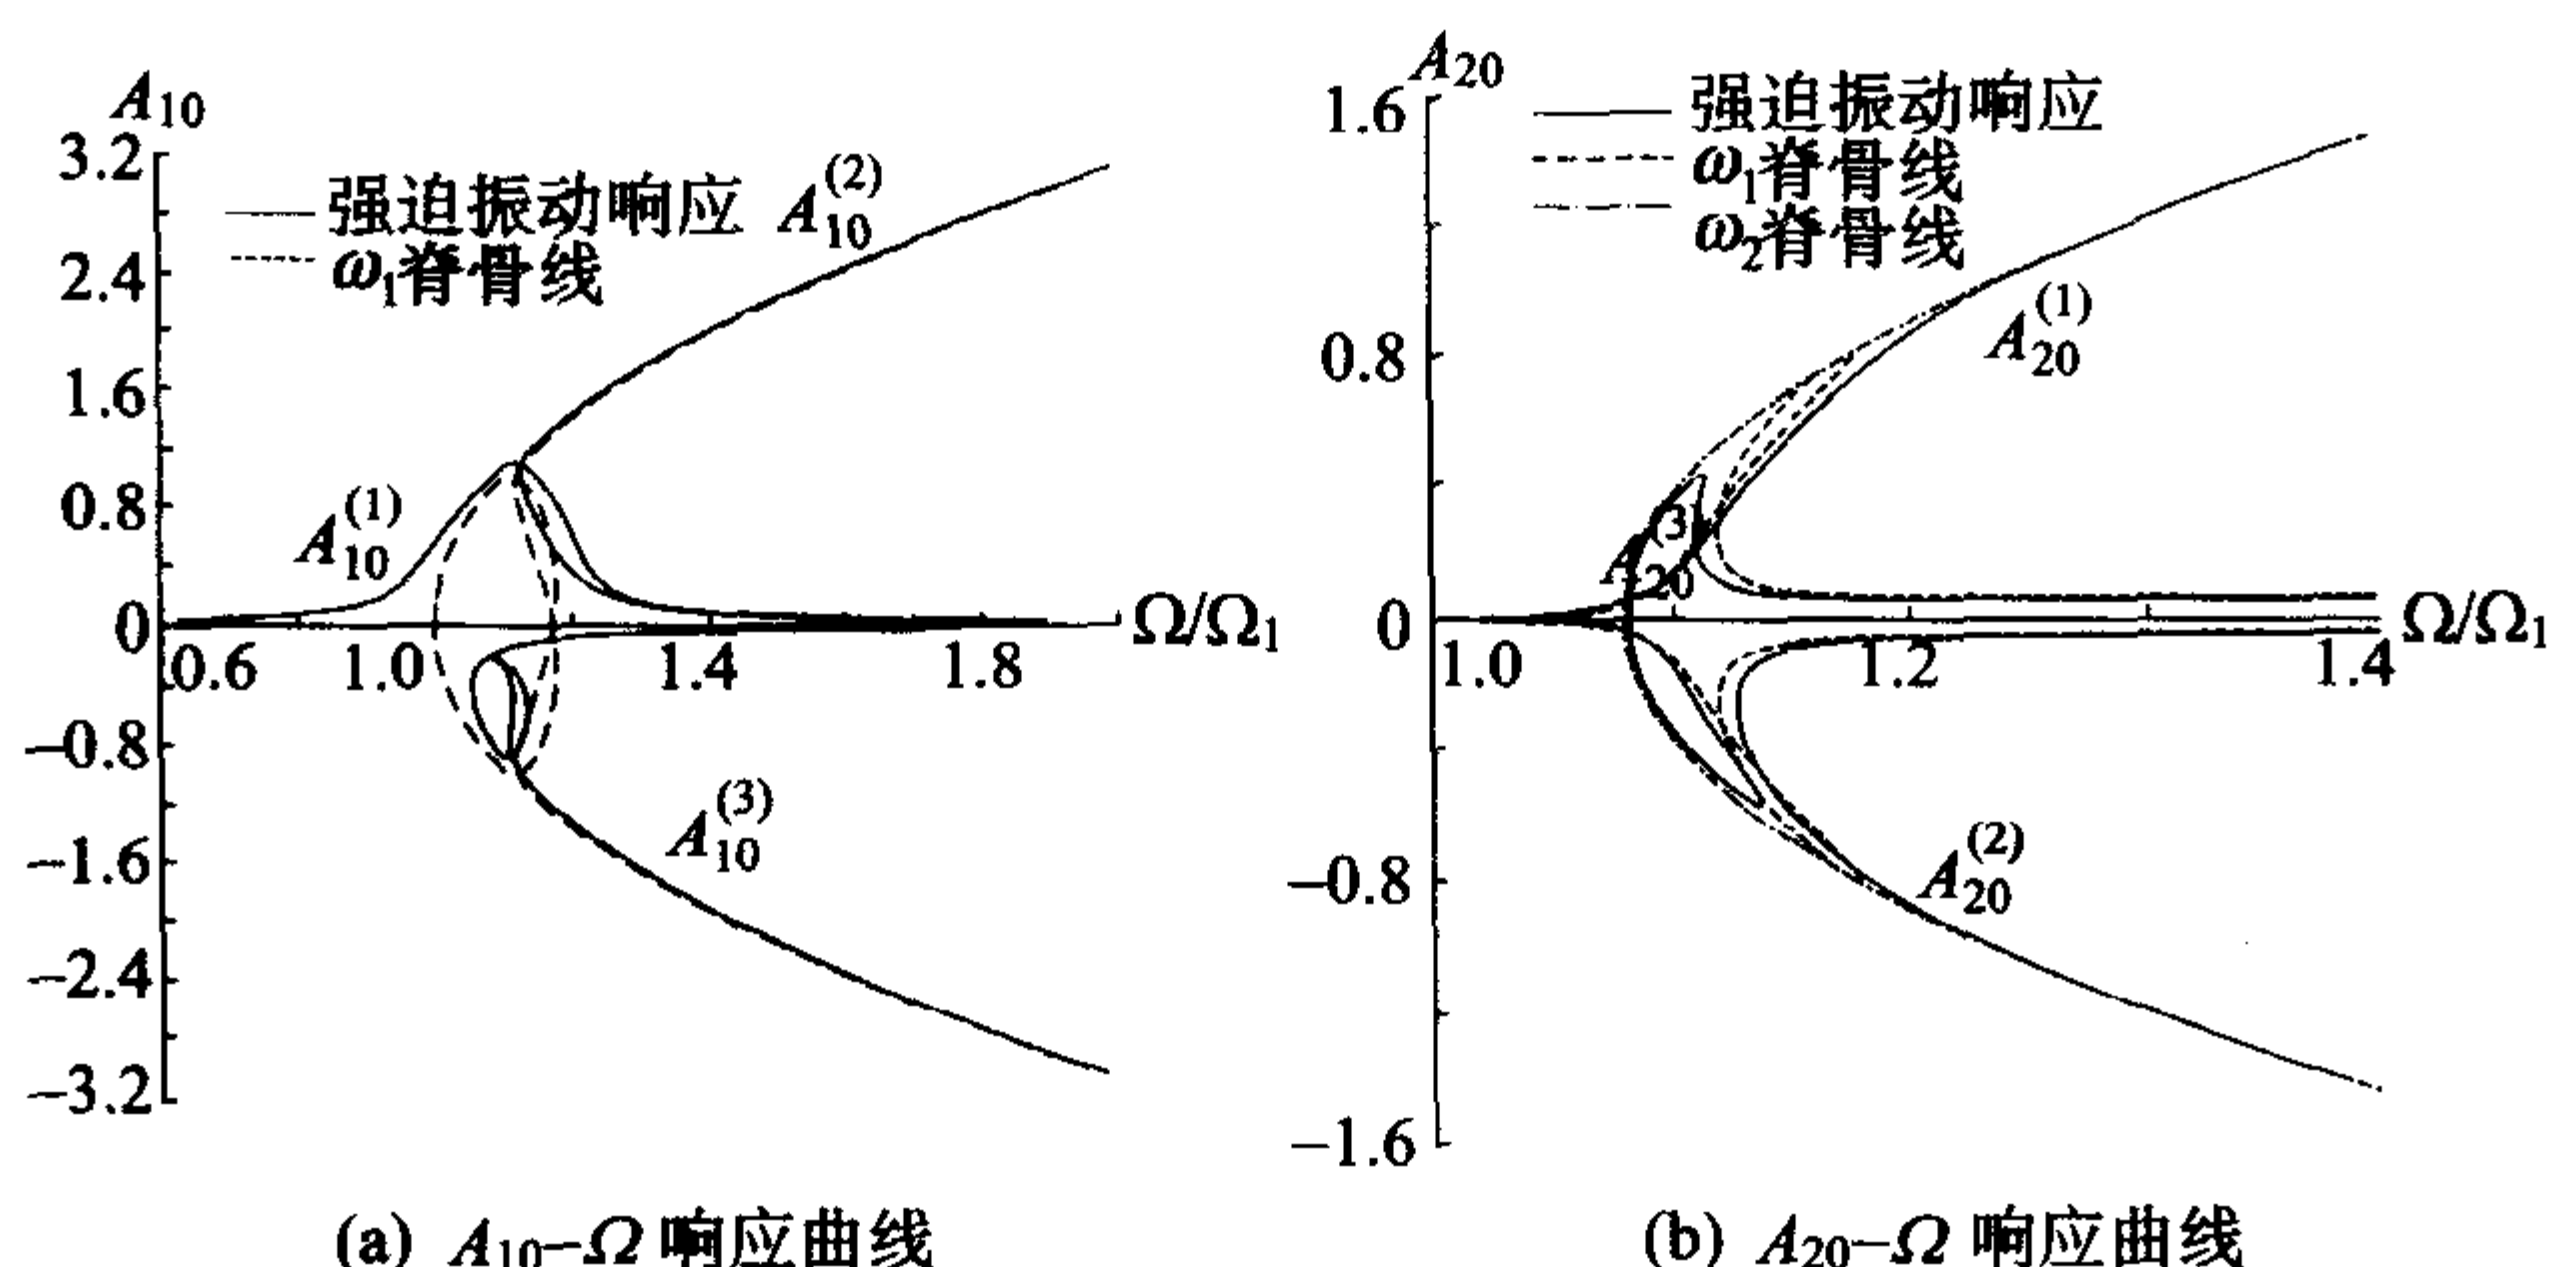 A10
3.2
2.4
1.6
0.8
0
-0.8
-1.6
-2.4
-3.2
强迫振动响应
ω1脊骨线
A10(2)
A10(1)
A10(3)
0.6 1.0 1.4 1.8
Ω/Ω1
(a) A10-Ω 响应曲线
A20
1.6
0.8
0
-0.8
-1.6
强迫振动响应
ω1脊骨线
ω2脊骨线
A20(1)
A20(3)
A20(2)
1.0 1.2 1.4
Ω/Ω1
(b) A20-Ω 响应曲线